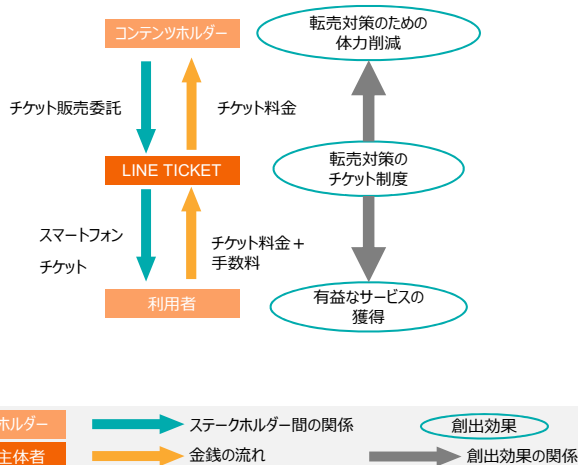 コンテンツホルダー
転売対策のための
体力削減
チケット販売委託
チケット料金
LINE TICKET
転売対策の
チケット制度
スマートフォン
チケット
チケット料金+
手数料
利用者
有益なサービスの
獲得
ホルダー
ステークホルダー間の関係
創出効果
主体者
金銭の流れ
創出効果の関係